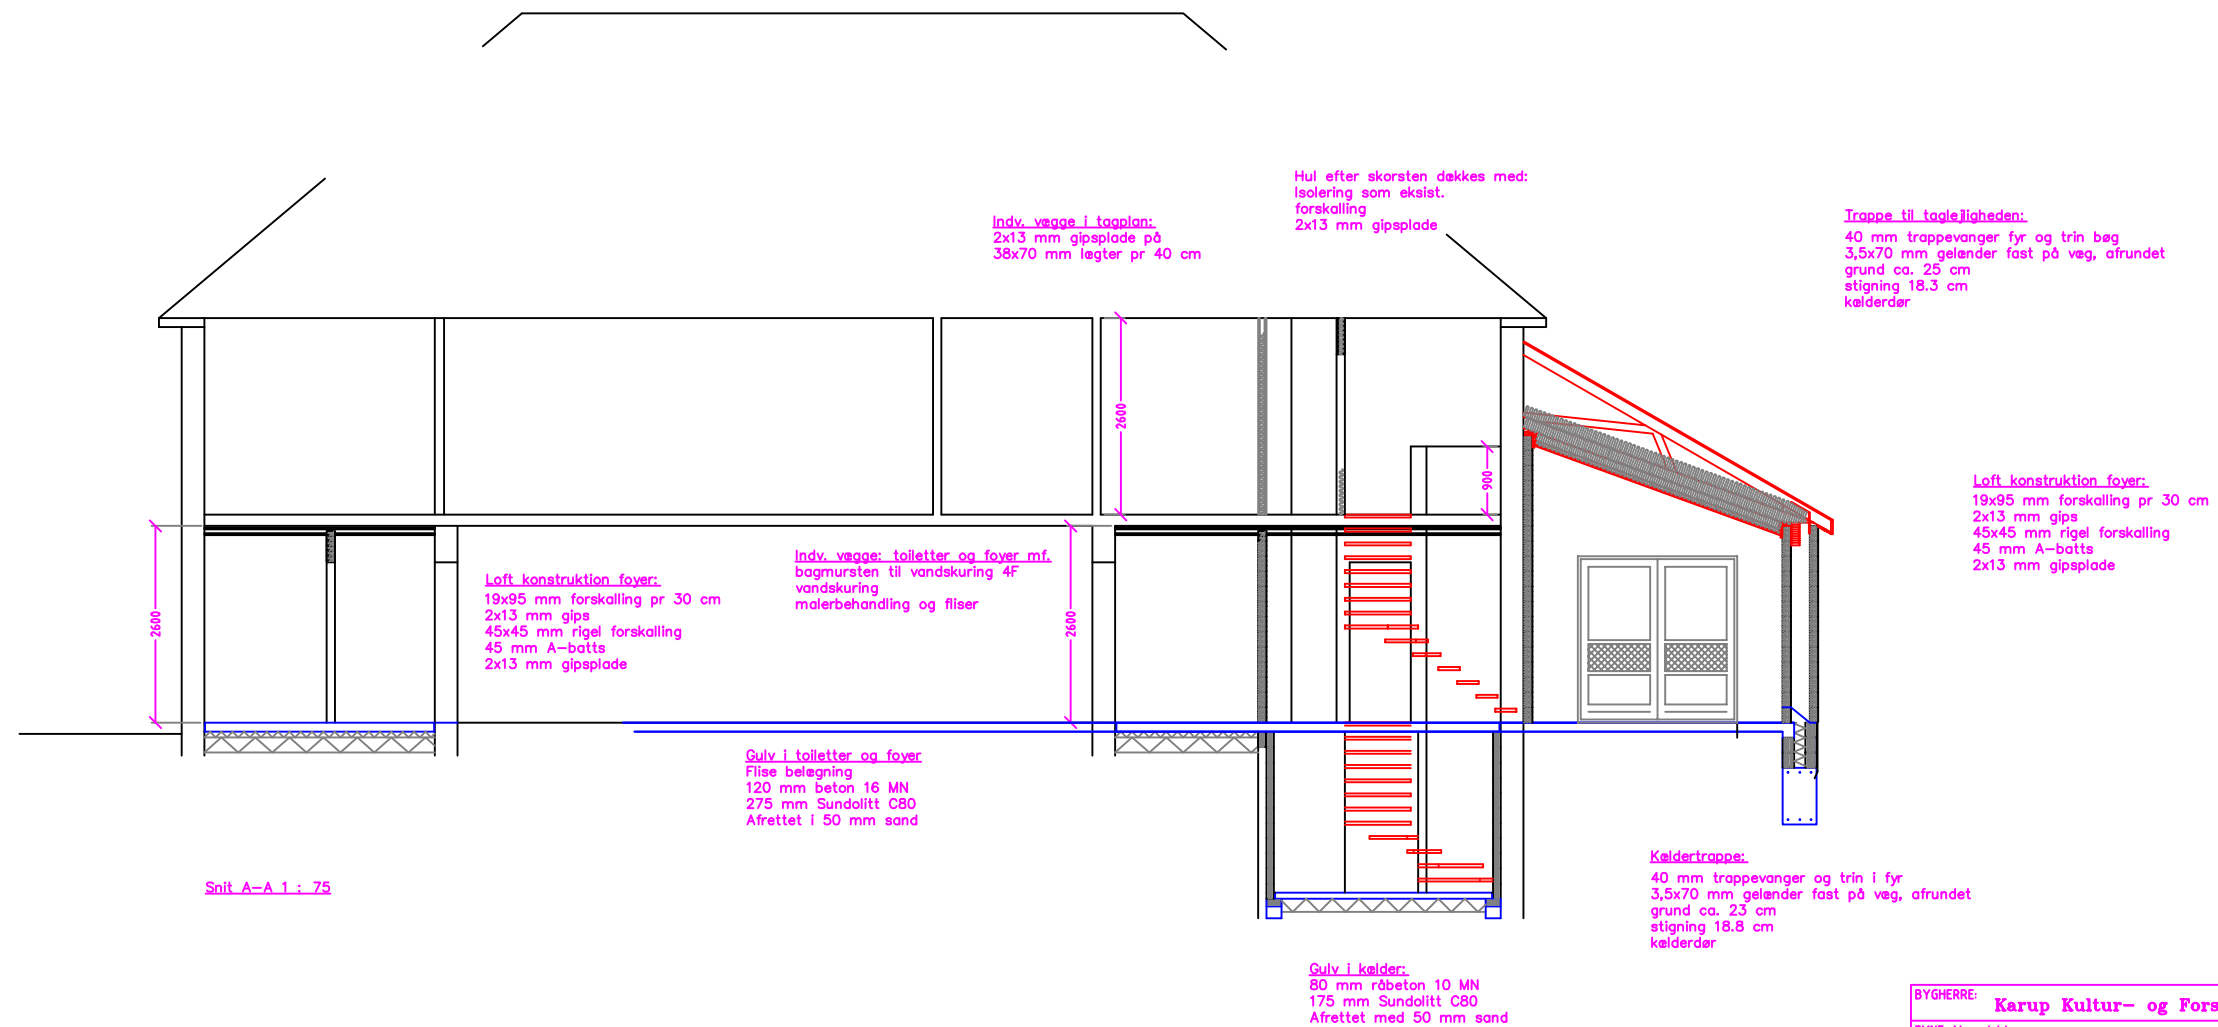 Hul efter skorsten dækkes med:
Isolering som eksist.
forskalling
2x13 mm gipsplade
Indv. vægge i tagplan:
2x13 mm gipsplade på
38x70 mm lægter pr 40 cm
Trappe til taglejligheden:
40 mm trappevanger fyr og trin bøg
3,5x70 mm gelænder fast på væg, afrundet
grund ca. 25 cm
stigning 18.3 cm
kælderdør
2600
900
Loft konstruktion foyer:
19x95 mm forskalling pr 30 cm
2x13 mm gips
45x45 mm rigel forskalling
45 mm A-batts
2x13 mm gipsplade
2600
Loft konstruktion foyer:
19x95 mm forskalling pr 30 cm
2x13 mm gips
45x45 mm rigel forskalling
45 mm A-batts
2x13 mm gipsplade
Indv. vægge: toiletter og foyer mf.
bagmursten til vandskuring 4F
vandskuring
malerbehandling og fliser
2600
Gulv i toiletter og foyer
Flise belægning
120 mm beton 16 MN
275 mm Sundolitt C80
Afrettet i 50 mm sand
Snit A-A 1 : 75
Kældertrappe:
40 mm trappevanger og trin i fyr
3,5x70 mm gelænder fast på væg, afrundet
grund ca. 23 cm
stigning 18.8 cm
kælderdør
Gulv i kælder:
80 mm råbeton 10 MN
175 mm Sundolitt C80
Afrettet med 50 mm sand
BYGHERRE:
Karup Kultur- og Fors